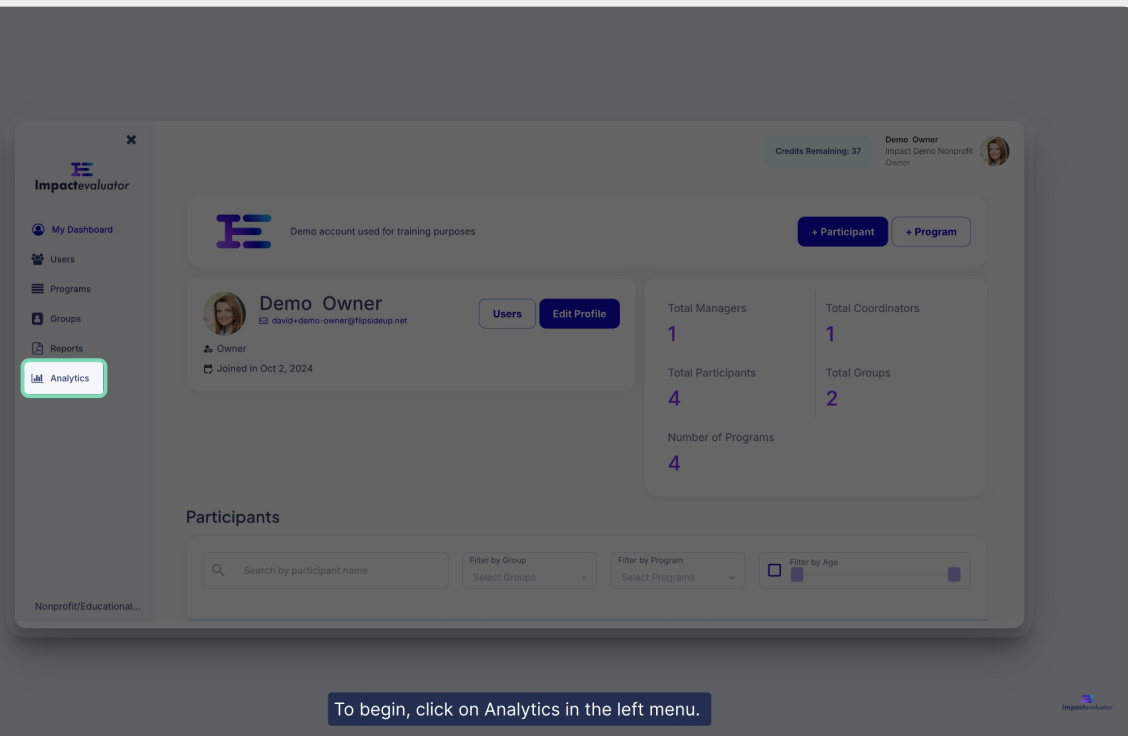 Credits Remaining: 37
Demo Owner
Impact Demo Nonprofit
Owner
Impactevaluator
My Dashboard
Users
Programs
Groups
Reports
Analytics
Nonprofit/Educational...
Demo account used for training purposes
+ Participant
+ Program
Demo Owner
david+demo-owner@flipsideup.net
Users
Edit Profile
Owner
Joined in Oct 2, 2024
Total Managers
1
Total Coordinators
1
Total Participants
4
Total Groups
2
Number of Programs
4
Participants
Search by participant name
Filter by Group
Select Groups
Filter by Program
Select Programs
Filter by Age
To begin, click on Analytics in the left menu.
Impactevaluator